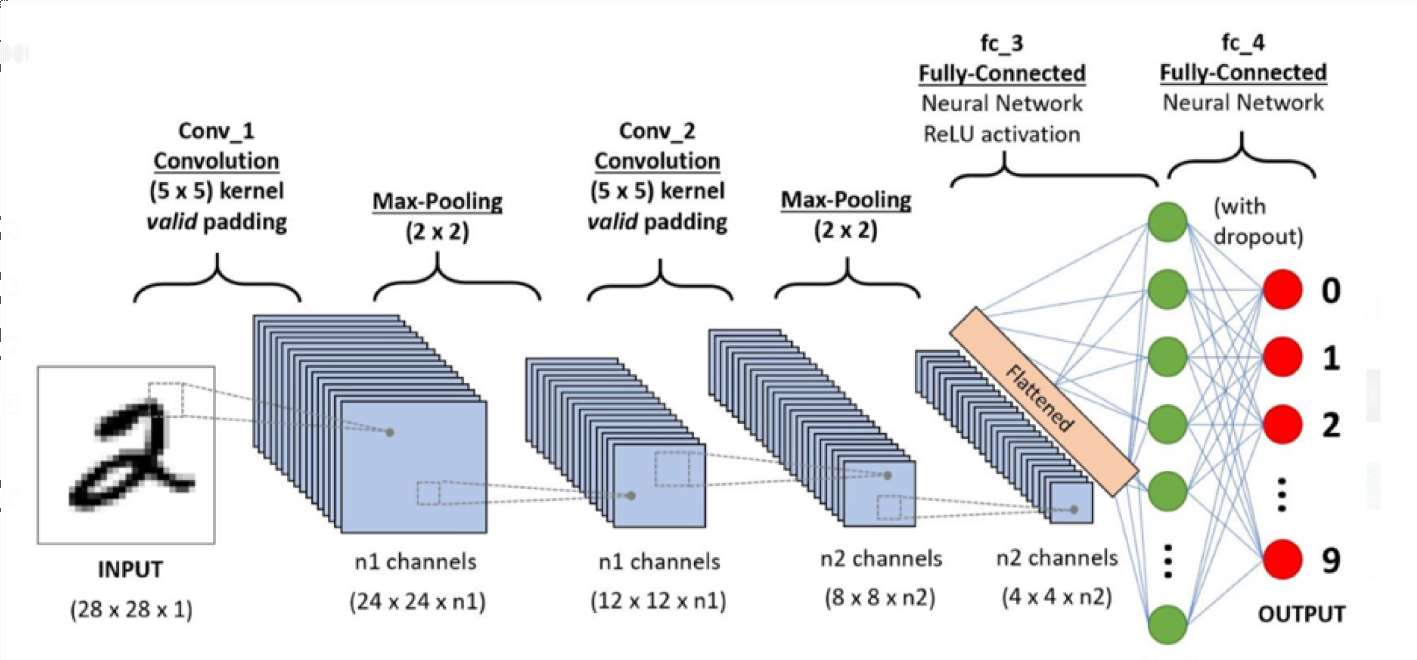 fc_3
Fully-Connected
Neural Network
ReLU activation
fc_4
Fully-Connected
Neural Network
Conv_1
Convolution
(5 x 5) kernel
valid padding
Max-Pooling
(2 x 2)
Conv_2
Convolution
(5 x 5) kernel
valid padding
Max-Pooling
(2 x 2)
(with
dropout)
Flattened
0
1
2
9
INPUT
(28 x 28 x 1)
n1 channels
(24 x 24 x n1)
n1 channels
(12 x 12 x n1)
n2 channels
(8 x 8 x n2)
n2 channels
(4 x 4 x n2)
OUTPUT